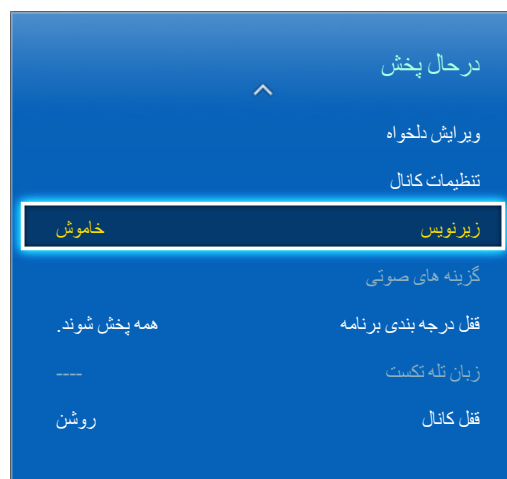 درحال پخش
ویرایش دلخواه
تنظیمات کانال
زیرنویس خاموش
گزینه های صوتی
قفل درجه بندی برنامه همه پخش شوند.
زبان تله تکست ----
قفل کانال روشن